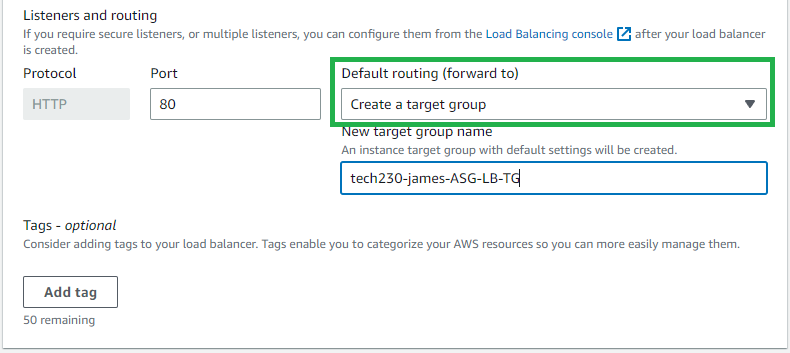 Listeners and routing
If you require secure listeners, or multiple listeners, you can configure them from the Load Balancing console after your load balancer
is created.
Protocol Port Default routing (forward to)
HTTP 80 Create a target group
New target group name
An instance target group with default settings will be created.
tech230-james-ASG-LB-TG
Tags - optional
Consider adding tags to your load balancer. Tags enable you to categorize your AWS resources so you can more easily manage them.
Add tag
50 remaining